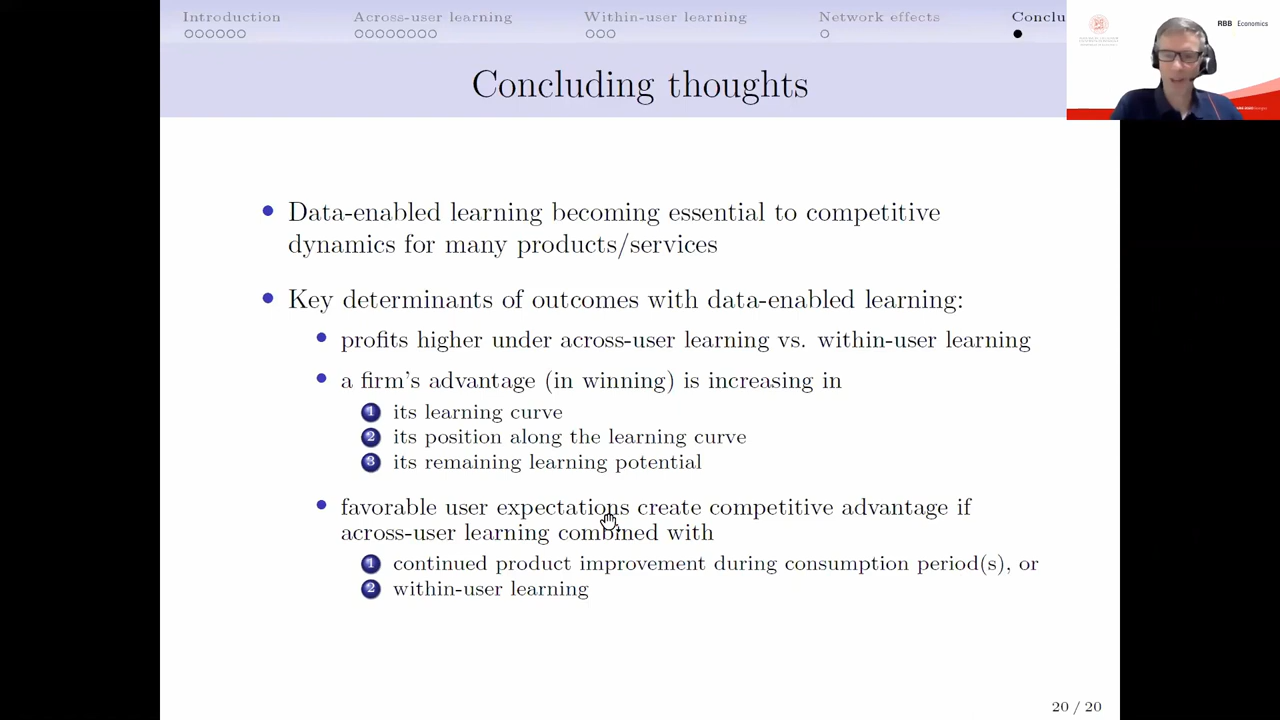 Introduction
Across-user learning
Within-user learning
Network effects
Conclu
RBB Economics
Concluding thoughts
Data-enabled learning becoming essential to competitive
dynamics for many products/services
Key determinants of outcomes with data-enabled learning:
profits higher under across-user learning vs. within-user learning
a firm's advantage (in winning) is increasing in
1 its learning curve
2 its position along the learning curve
3 its remaining learning potential
favorable user expectations create competitive advantage if
across-user learning combined with
1 continued product improvement during consumption period(s), or
2 within-user learning
20 / 20